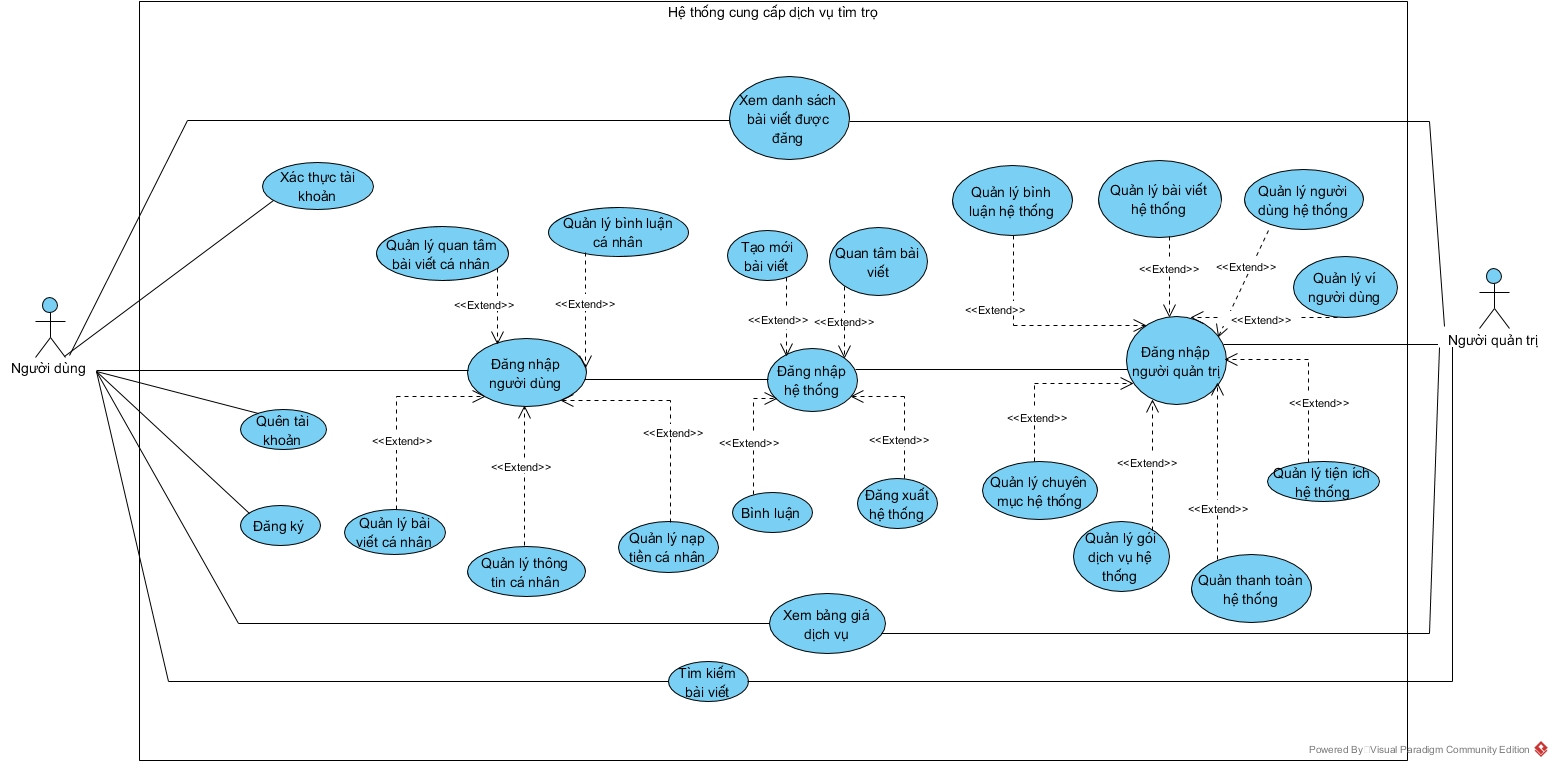 Hệ thống cung cấp dịch vụ tìm trọ
Xem danh sách
bài viết được
đăng
Xác thực tài
khoản
Quản lý quan tâm
bài viết cá nhân
Quản lý bình luận
cá nhân
Tạo mới
bài viết
Quan tâm bài
viết
Quản lý bình
luận hệ thống
Quản lý bài viết
hệ thống
Quản lý người
dùng hệ thống
Quản lý ví
người dùng
<<Extend>>
<<Extend>>
<<Extend>>
<<Extend>>
<<Extend>>
<<Extend>>
<<Extend>>
<<Extend>>
Người dùng
Người quản trị
Đăng nhập
người dùng
Đăng nhập
hệ thống
Đăng nhập
người quản trị
Quên tài
khoản
<<Extend>>
<<Extend>>
<<Extend>>
<<Extend>>
<<Extend>>
<<Extend>>
<<Extend>>
<<Extend>>
<<Extend>>
Đăng ký
Quản lý bài
viết cá nhân
Quản lý thông
tin cá nhân
Quản lý nạp
tiền cá nhân
Bình luận
Đăng xuất
hệ thống
Quản lý chuyên
mục hệ thống
Quản lý gói
dịch vụ hệ
thống
Quản thanh toàn
hệ thống
Quản lý tiện ích
hệ thống
Xem bảng giá
dịch vụ
Tìm kiếm
bài viết
Powered By Visual Paradigm Community Edition